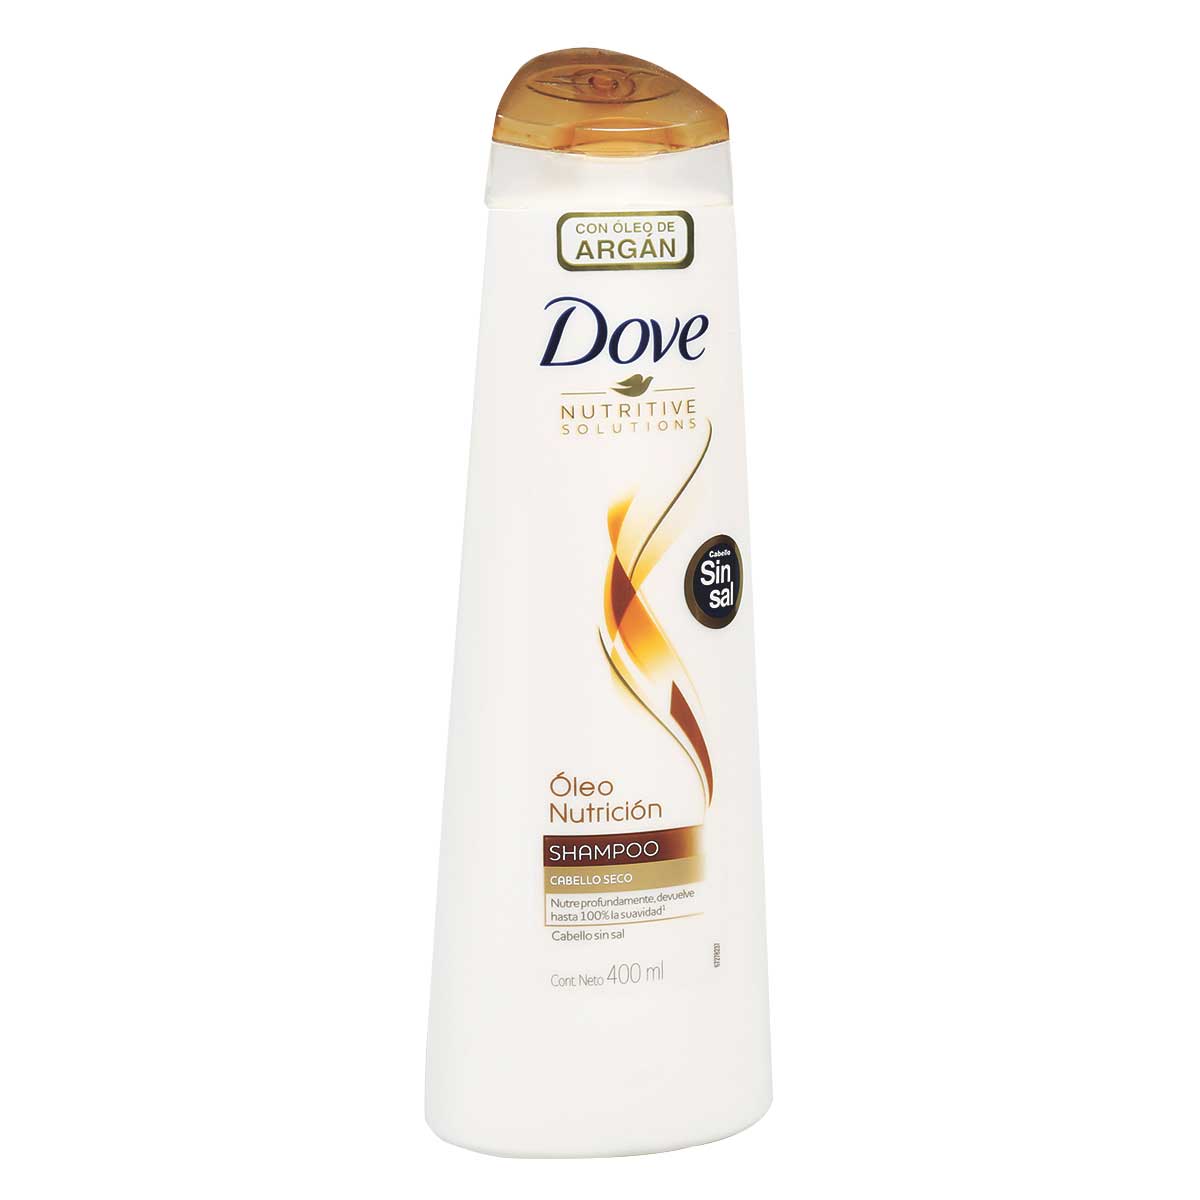 CON ÓLEO DE
ARGÁN
Dove
NUTRITIVE
SOLUTIONS
Cabello
Sin
sal
Óleo
Nutrición
SHAMPOO
CABELLO SECO
Nutre profundamente, devuelve
hasta 100% la suavidad¹
Cabello sin sal
Cont. Neto 400 ml